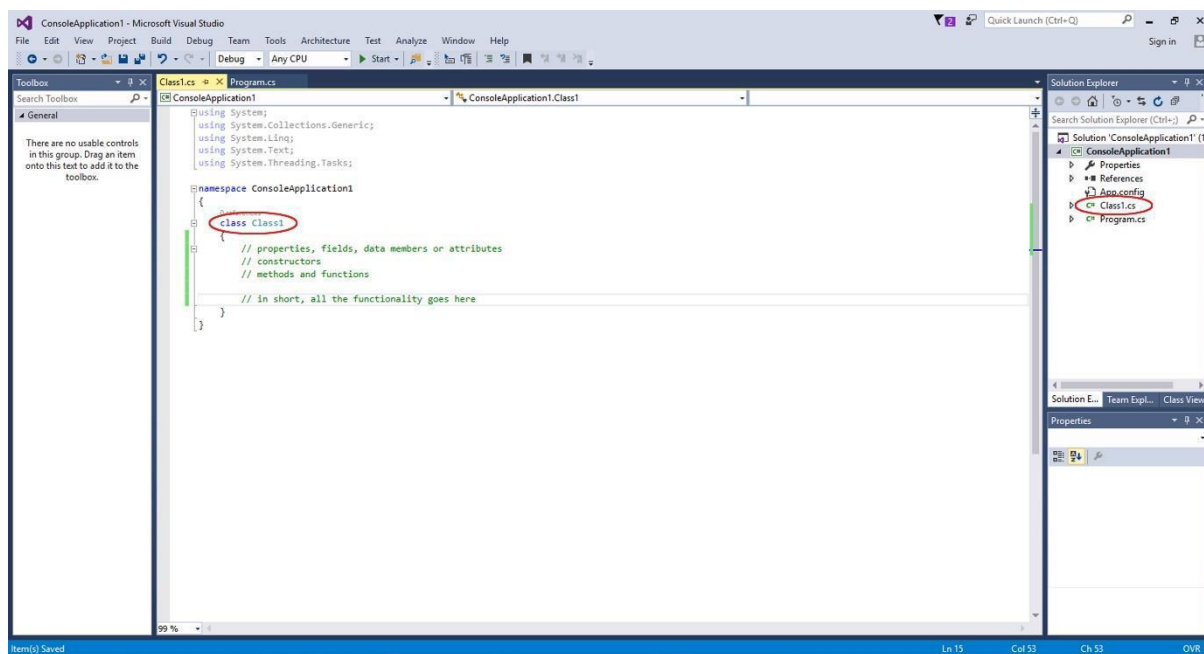 ConsoleApplication1 - Microsoft Visual Studio
2
Quick Launch (Ctrl+Q)
File Edit View Project Build Debug Team Tools Architecture Test Analyze Window Help
Sign in
Debug Any CPU Start
Toolbox
Search Toolbox
General
There are no usable controls
in this group. Drag an item
onto this text to add it to the
toolbox.
Class1.cs Program.cs
ConsoleApplication1 ConsoleApplication1.Class1
using System;
using System.Collections.Generic;
using System.Linq;
using System.Text;
using System.Threading.Tasks;
namespace ConsoleApplication1
{
class Class1
{
// properties, fields, data members or attributes
// constructors
// methods and functions
// in short, all the functionality goes here
}
}
99 %
Solution Explorer
Search Solution Explorer (Ctrl+;)
Solution 'ConsoleApplication1' (1
ConsoleApplication1
Properties
References
App.config
Class1.cs
Program.cs
Solution E... Team Expl... Class View
Properties
Item(s) Saved
Ln 15 Col 53 Ch 53 OVR